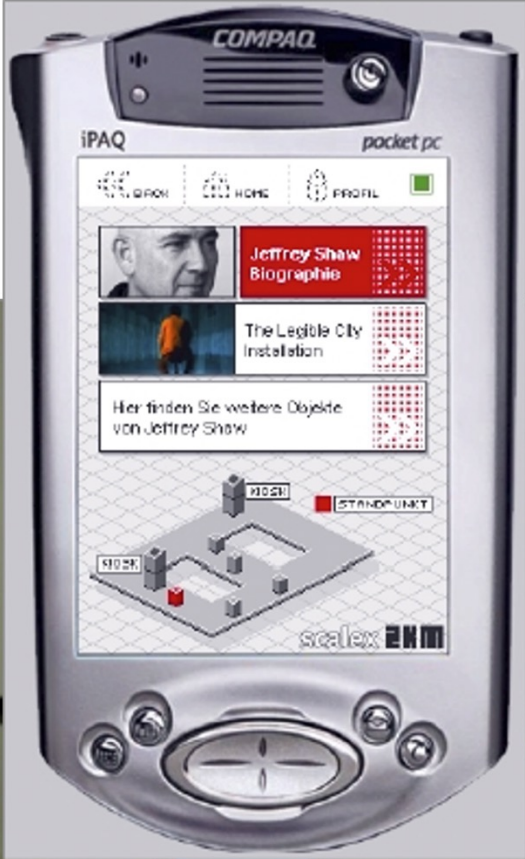 COMPAQ
iPAQ
pocket pc
BACK
HOME
PROFIL
Jeffrey Shaw
Biographie
The Legible City
Installation
Hier finden Sie weitere Objekte
von Jeffrey Shaw
KIOSK
STANDPUNKT
KIOSK
scalex ZKM